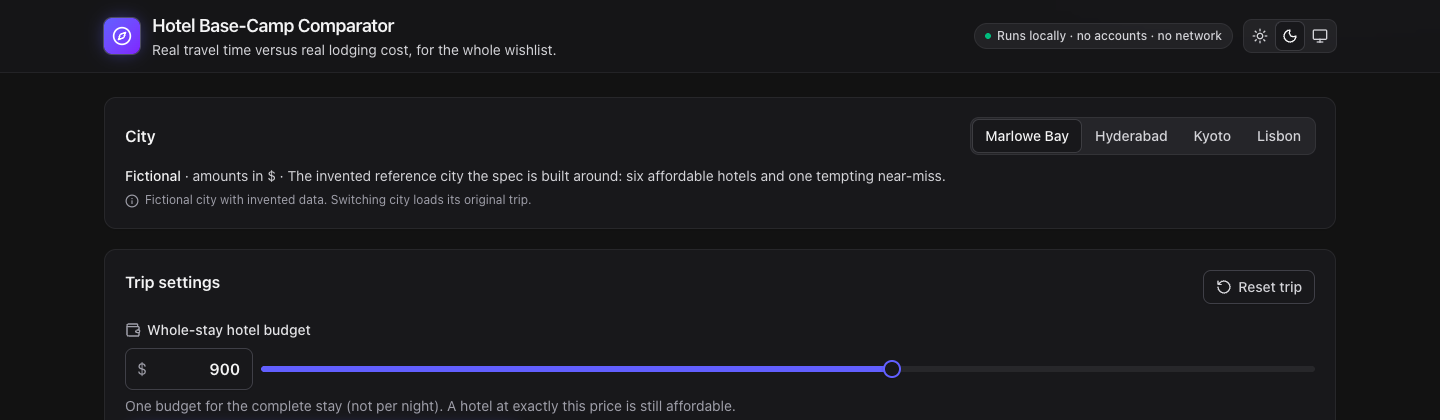 Hotel Base-Camp Comparator
Real travel time versus real lodging cost, for the whole wishlist.
Runs locally · no accounts · no network
City
Marlowe Bay
Hyderabad
Kyoto
Lisbon
Fictional · amounts in $ · The invented reference city the spec is built around: six affordable hotels and one tempting near-miss.
Fictional city with invented data. Switching city loads its original trip.
Trip settings
Reset trip
Whole-stay hotel budget
$ 900
One budget for the complete stay (not per night). A hotel at exactly this price is still affordable.